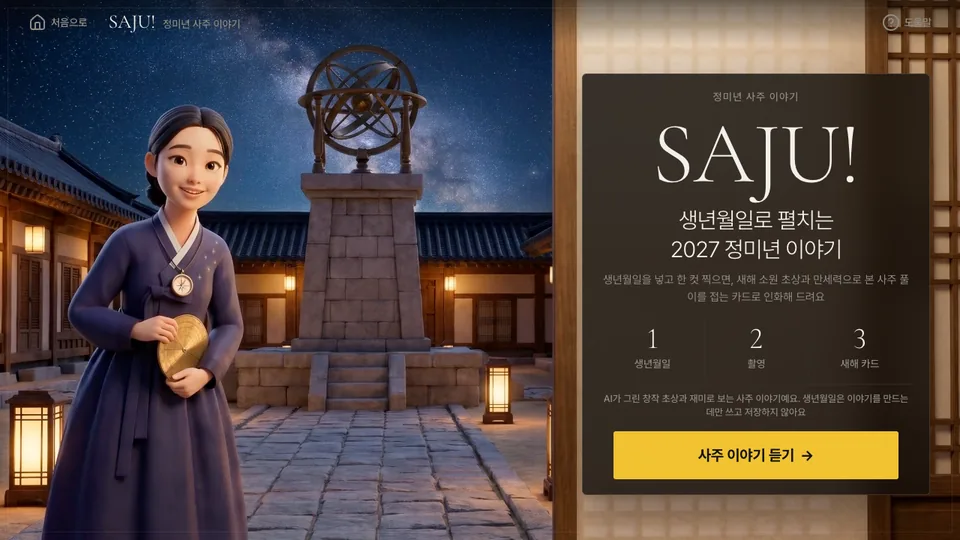 처음으로
SAJU! 정미년 사주 이야기
도움말
정미년 사주 이야기
SAJU!
생년월일로 펼치는
2027 정미년 이야기
생년월일을 넣고 한 컷 찍으면, 새해 소원 초상과 만세력으로 본 사주 풀
이를 접는 카드로 인화해 드려요
1
생년월일
2
촬영
3
새해 카드
AI가 그린 창작 초상과 재미로 보는 사주 이야기예요. 생년월일은 이야기를 만드는
데만 쓰고 저장하지 않아요
사주 이야기 듣기 →